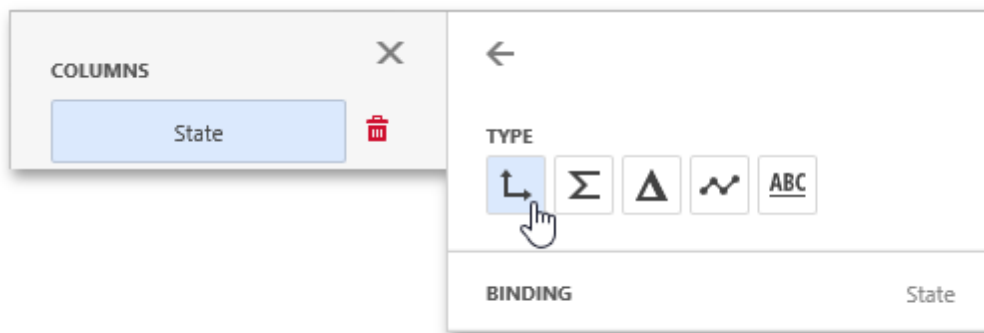 COLUMNS
State
TYPE
ABC
BINDING
State